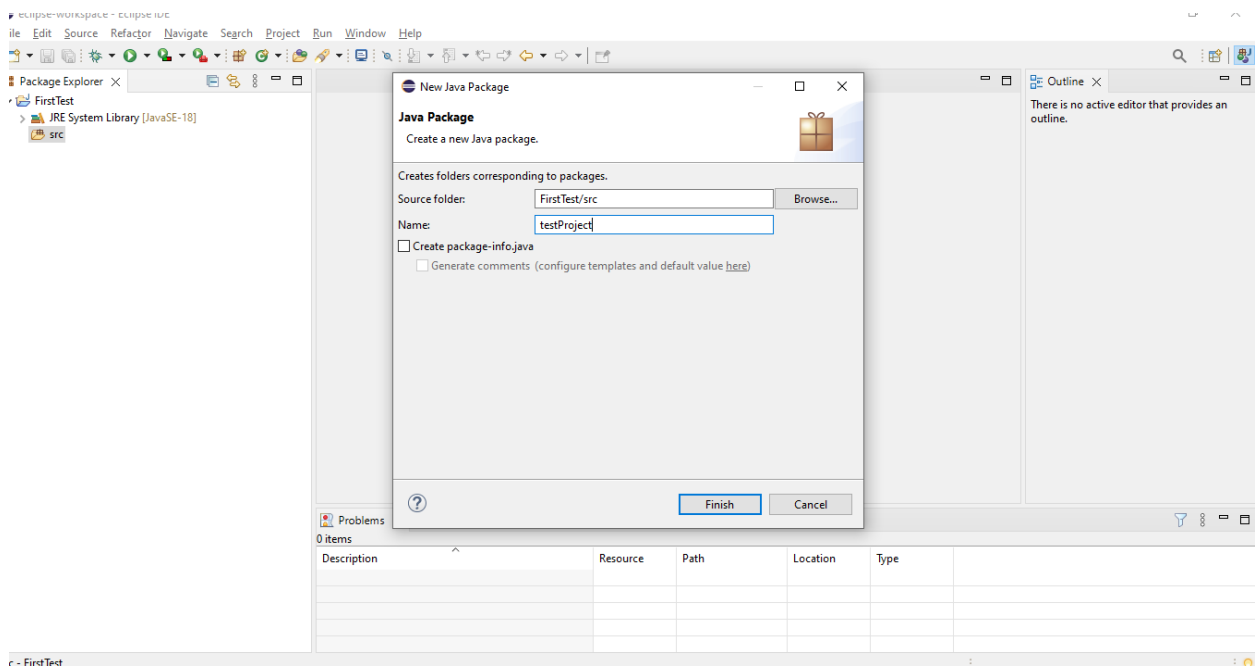 eclipse-workspace - Eclipse IDE
ile Edit Source Refactor Navigate Search Project Run Window Help
Package Explorer
FirstTest
JRE System Library [JavaSE-18]
src
New Java Package
Java Package
Create a new Java package.
Creates folders corresponding to packages.
Source folder: FirstTest/src Browse...
Name: testProject
Create package-info.java
Generate comments (configure templates and default value here)
? Finish Cancel
Outline
There is no active editor that provides an
outline.
Problems
0 items
Description Resource Path Location Type
c - FirstTest